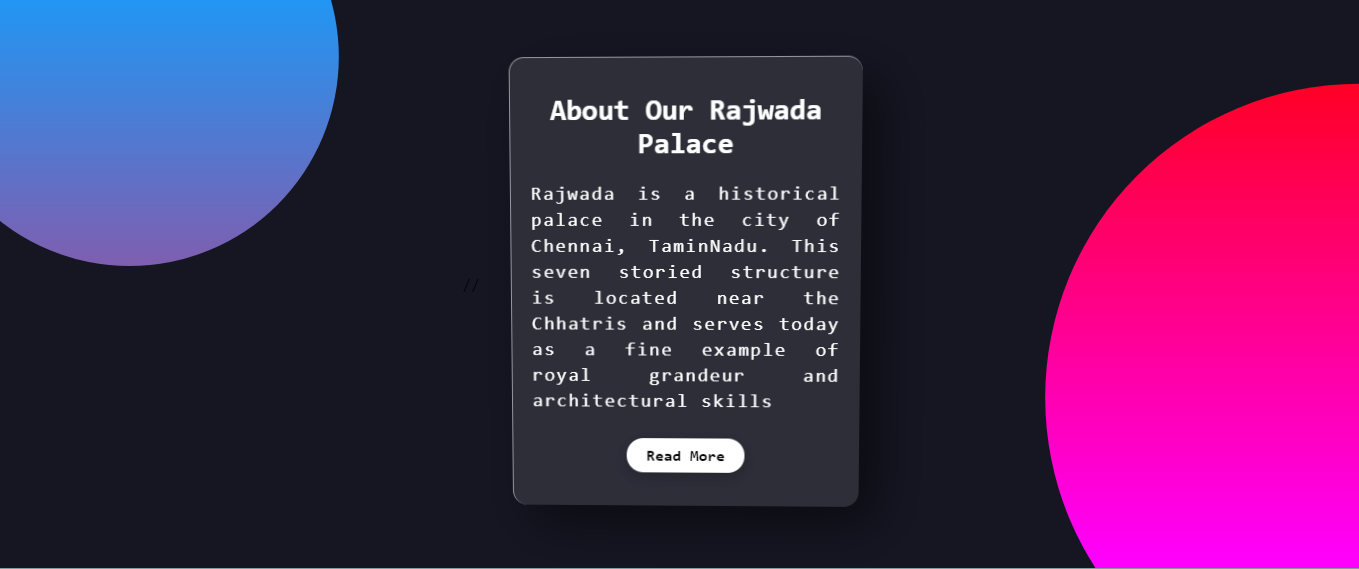 About Our Rajwada
Palace
Rajwada is a historical
palace in the city of
Chennai, TaminNadu. This
seven storied structure
//
is located near the
Chhatris and serves today
as a fine example of
royal grandeur and
architectural skills
Read More